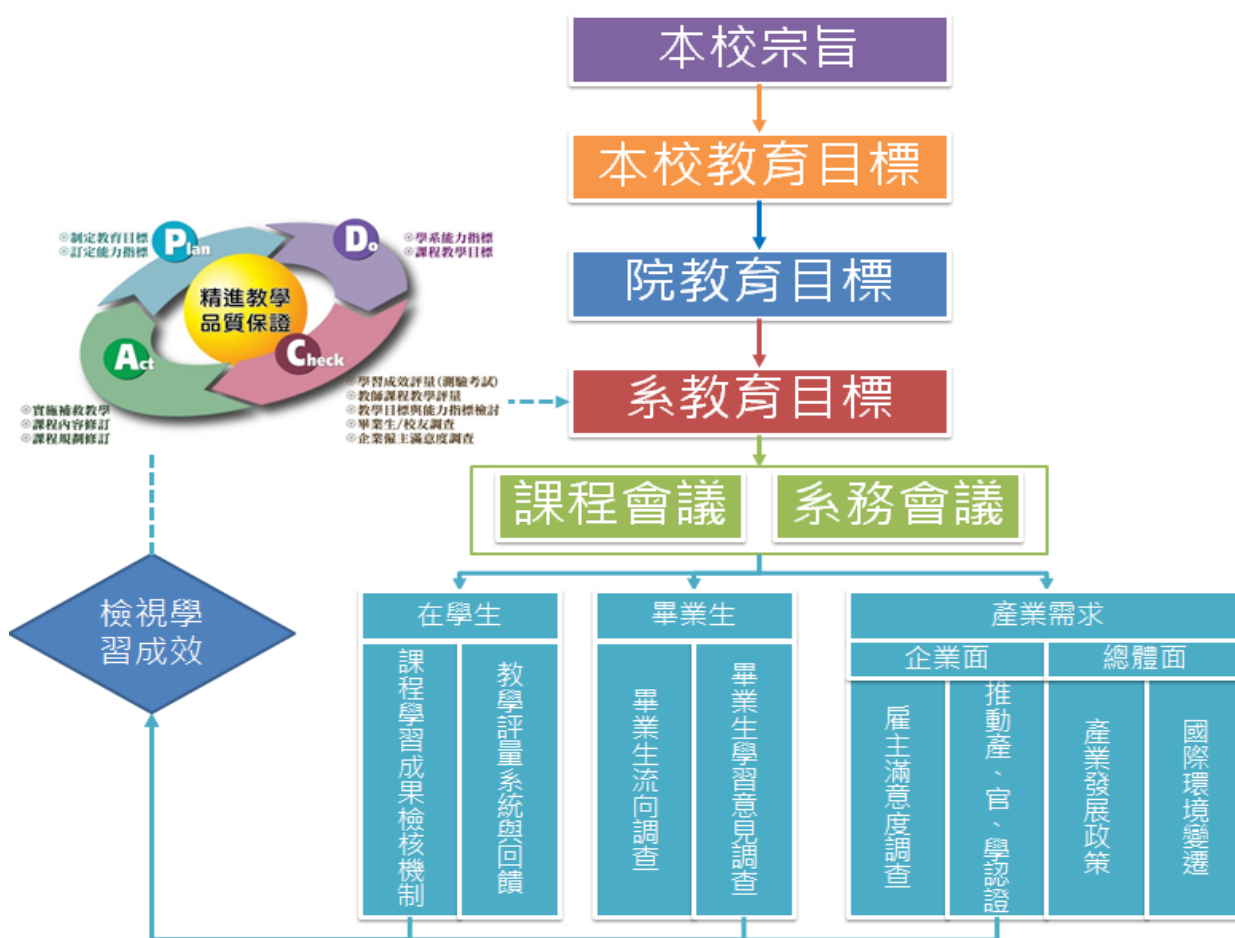 本校宗旨
本校教育目標
院教育目標
系教育目標
課程會議
系務會議
◎制定教育目標
◎訂定能力指標
Plan
Do
◎學系能力指標
◎課程教學目標
精進教學
品質保證
Act
Check
◎實施補救教學
◎課程內容修訂
◎課程規劃修訂
◎學習成效評量(測驗考試)
◎教師課程教學評量
◎教學目標與能力指標檢討
◎畢業生/校友調查
◎企業僱主滿意度調查
檢視學
習成效
在學生
課程學習成果檢核機制
教學評量系統與回饋
畢業生
畢業生流向調查
畢業生學習意見調查
產業需求
企業面
總體面
雇主滿意度調查
推動產、官、學認證
產業發展政策
國際環境變遷